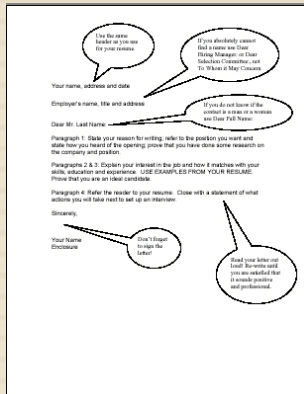 Use the same
header as you use
for your resume.
If you absolutely cannot
find a name use Dear
Hiring Manager: or Dear
Selection Committee:, not
To Whom it May Concern
Your name, address and date
Employer's name, title and address
If you do not know if the
contact is a man or a woman
use Dear Full Name:
Dear Mr. Last Name:
Paragraph 1: State your reason for writing; refer to the position you want and
state how you heard of the opening; prove that you have done some research on
the company and position.
Paragraphs 2 & 3: Explain your interest in the job and how it matches with your
skills, education and experience. USE EXAMPLES FROM YOUR RESUME.
Prove that you are an ideal candidate.
Paragraph 4: Refer the reader to your resume. Close with a statement of what
actions you will take next to set up an interview.
Sincerely,
Your Name
Enclosure
Don't forget
to sign the
letter!
Read your letter out
loud! Re-write until
you are satisfied that
it sounds positive
and professional.